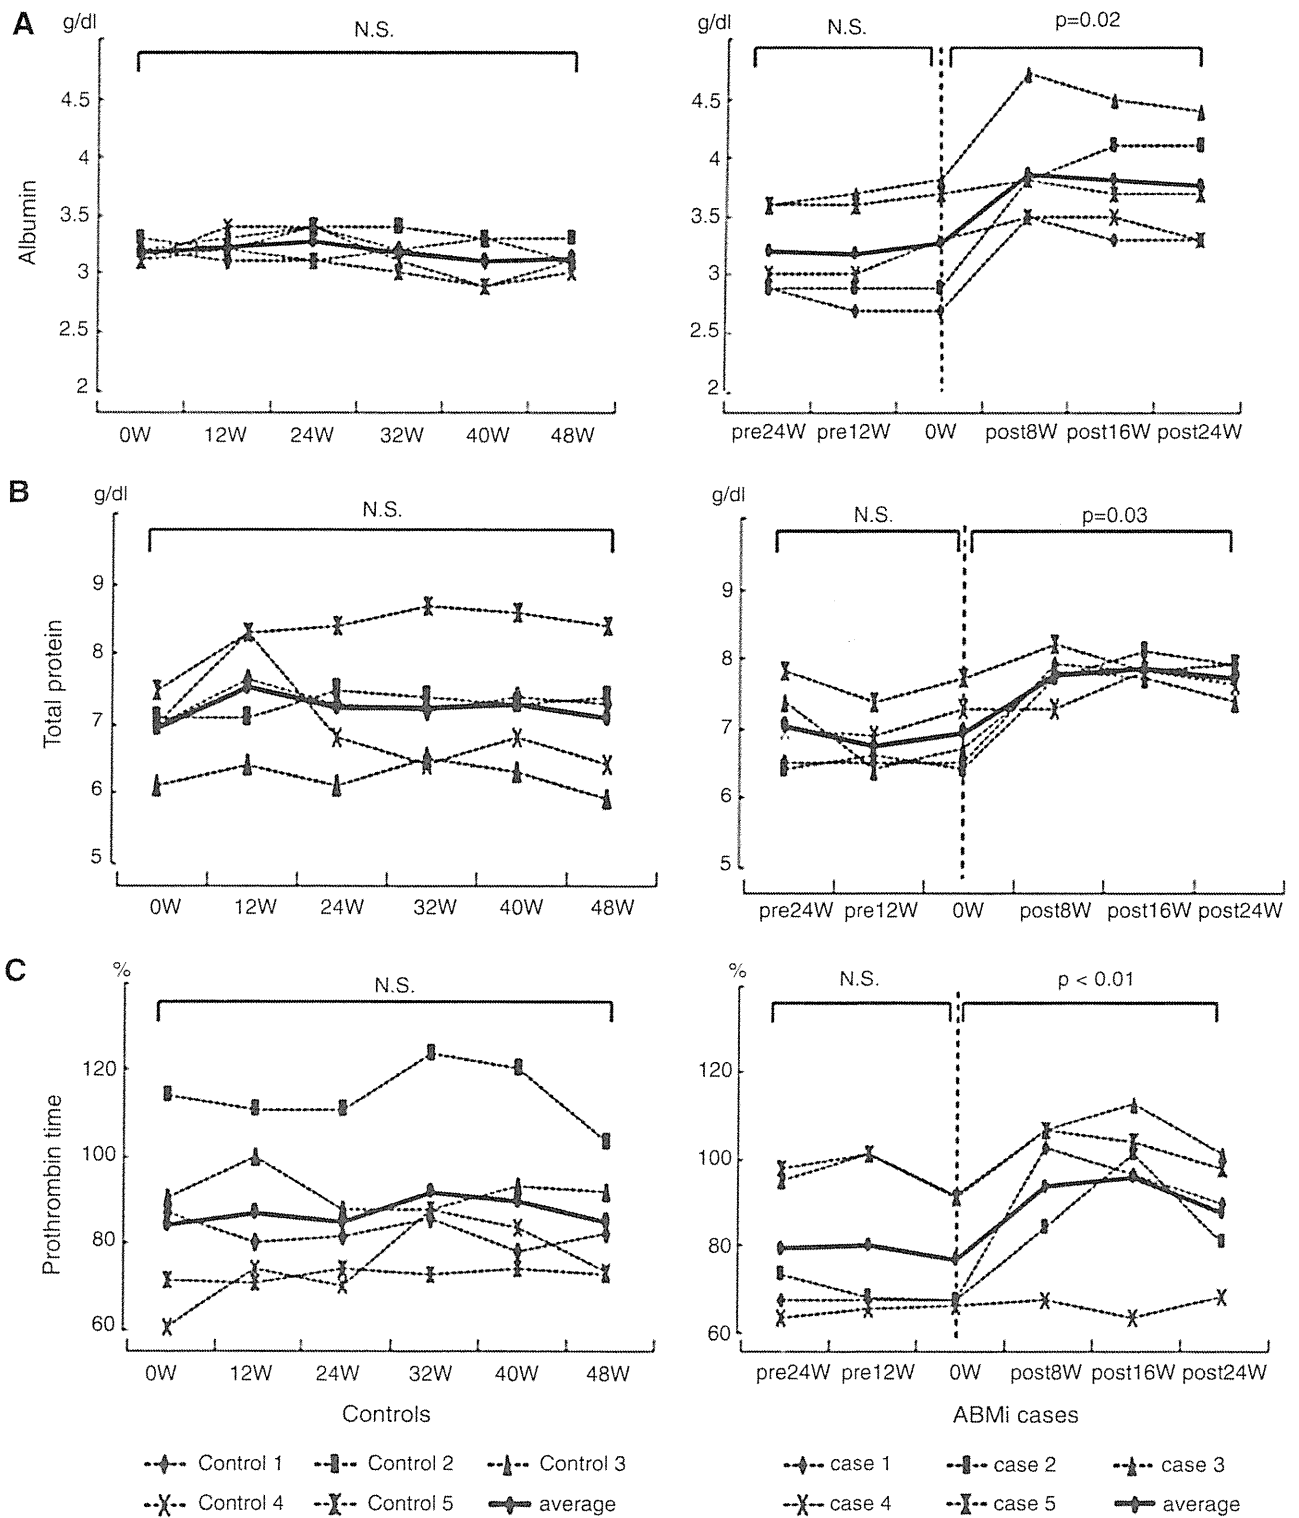 A
g/dl
N.S.
Albumin
4.5
4
3.5
3
2.5
2
0W 12W 24W 32W 40W 48W
g/dl
N.S.
p=0.02
4.5
4
3.5
3
2.5
2
pre24W pre12W 0W post8W post16W post24W
B
g/dl
N.S.
Total protein
9
8
7
6
5
0W 12W 24W 32W 40W 48W
g/dl
N.S.
p=0.03
9
8
7
6
5
pre24W pre12W 0W post8W post16W post24W
C
%
N.S.
Prothrombin time
120
100
80
60
0W 12W 24W 32W 40W 48W
Controls
%
N.S.
p < 0.01
120
100
80
60
pre24W pre12W 0W post8W post16W post24W
ABMi cases
Control 1 Control 2 Control 3
Control 4 Control 5 average
case 1 case 2 case 3
case 4 case 5 average